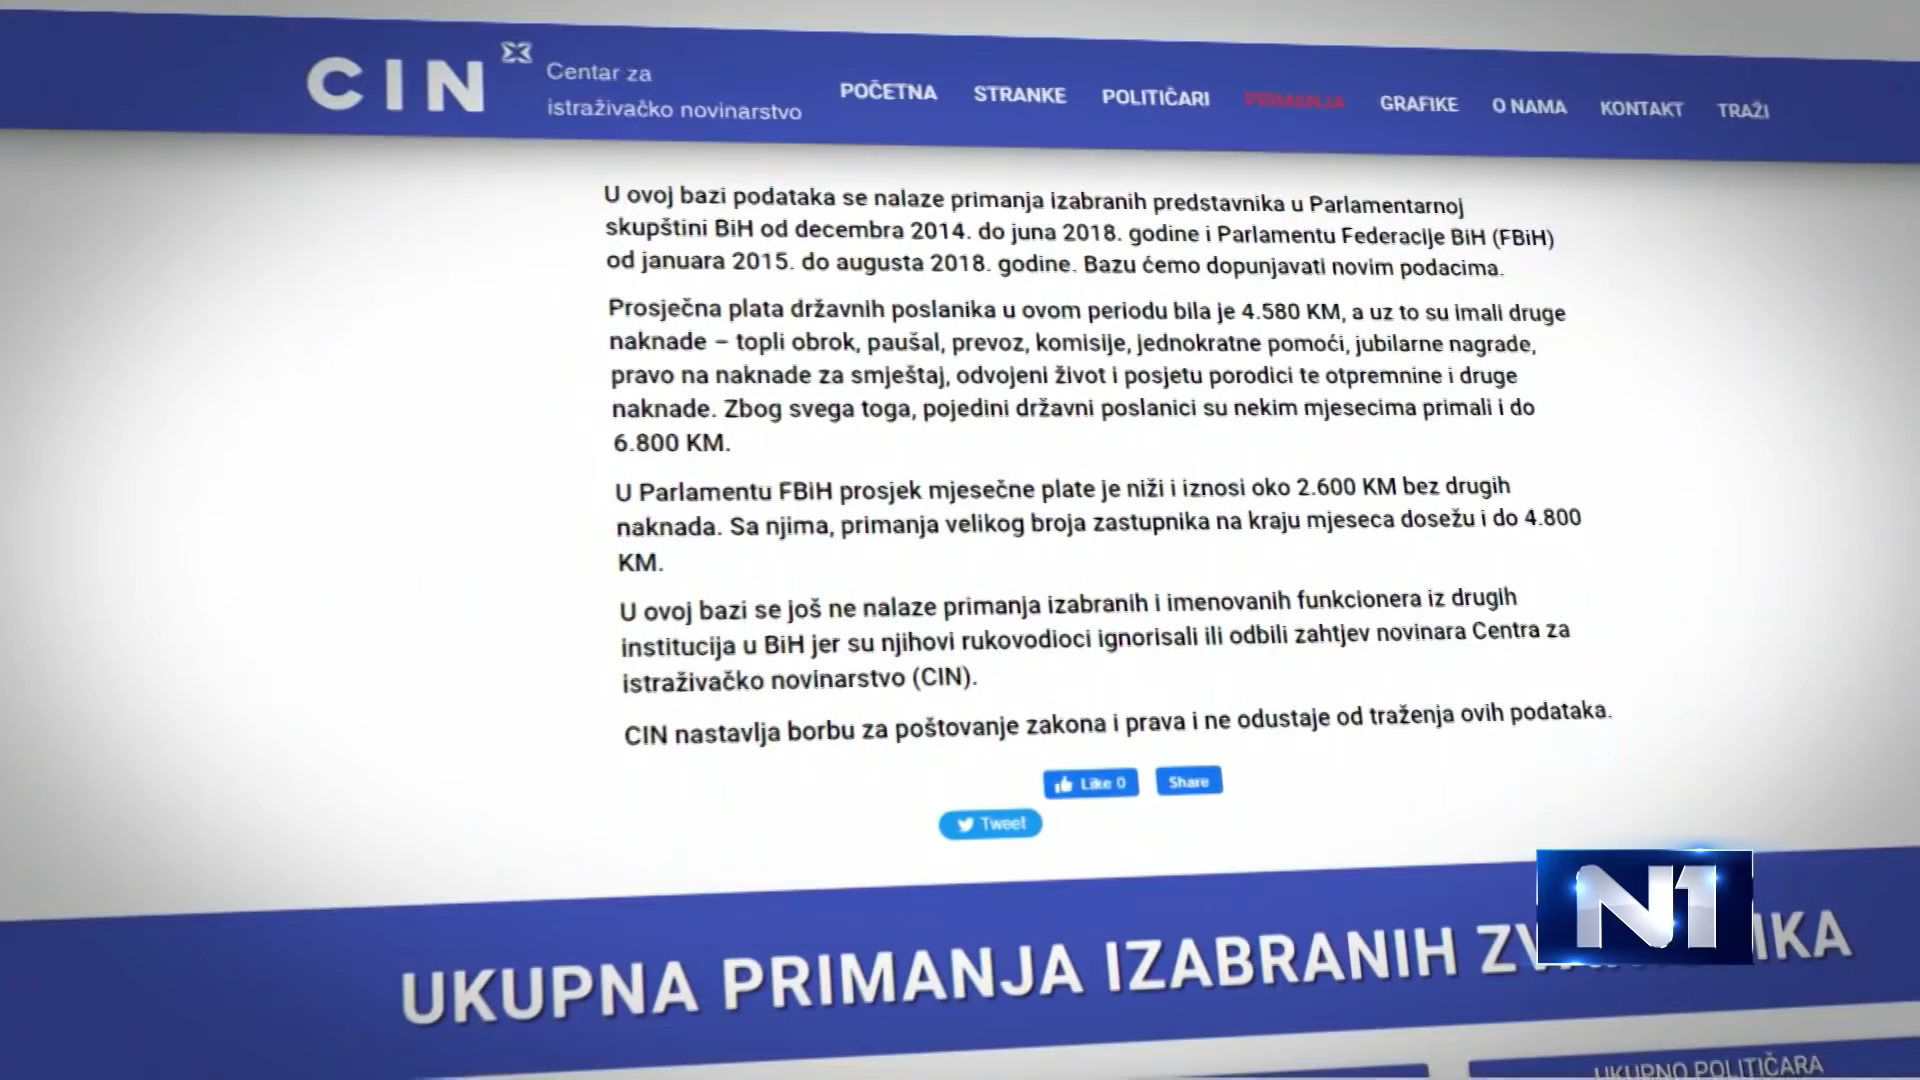 CIN
Centar za
istraživačko novinarstvo
POČETNA STRANKE POLITIČARI PRIMANJA GRAFIKE O NAMA KONTAKT TRAŽI
U ovoj bazi podataka se nalaze primanja izabranih predstavnika u Parlamentarnoj
skupštini BiH od decembra 2014. do juna 2018. godine i Parlamentu Federacije BiH (FBiH)
od januara 2015. do augusta 2018. godine. Bazu ćemo dopunjavati novim podacima.
Prosječna plata državnih poslanika u ovom periodu bila je 4.580 KM, a uz to su imali druge
naknade – topli obrok, paušal, prevoz, komisije, jednokratne pomoći, jubilarne nagrade,
pravo na naknade za smještaj, odvojeni život i posjetu porodici te otpremnine i druge
naknade. Zbog svega toga, pojedini državni poslanici su nekim mjesecima primali i do
6.800 KM.
U Parlamentu FBiH prosjek mjesečne plate je niži i iznosi oko 2.600 KM bez drugih
naknada. Sa njima, primanja velikog broja zastupnika na kraju mjeseca dosežu i do 4.800
KM.
U ovoj bazi se još ne nalaze primanja izabranih i imenovanih funkcionera iz drugih
institucija u BiH jer su njihovi rukovodioci ignorisali ili odbili zahtjev novinara Centra za
istraživačko novinarstvo (CIN).
CIN nastavlja borbu za poštovanje zakona i prava i ne odustaje od traženja ovih podataka.
Like 0 Share
Tweet
N1
UKUPNA PRIMANJA IZABRANIH
UKUPNO POLITIČARA